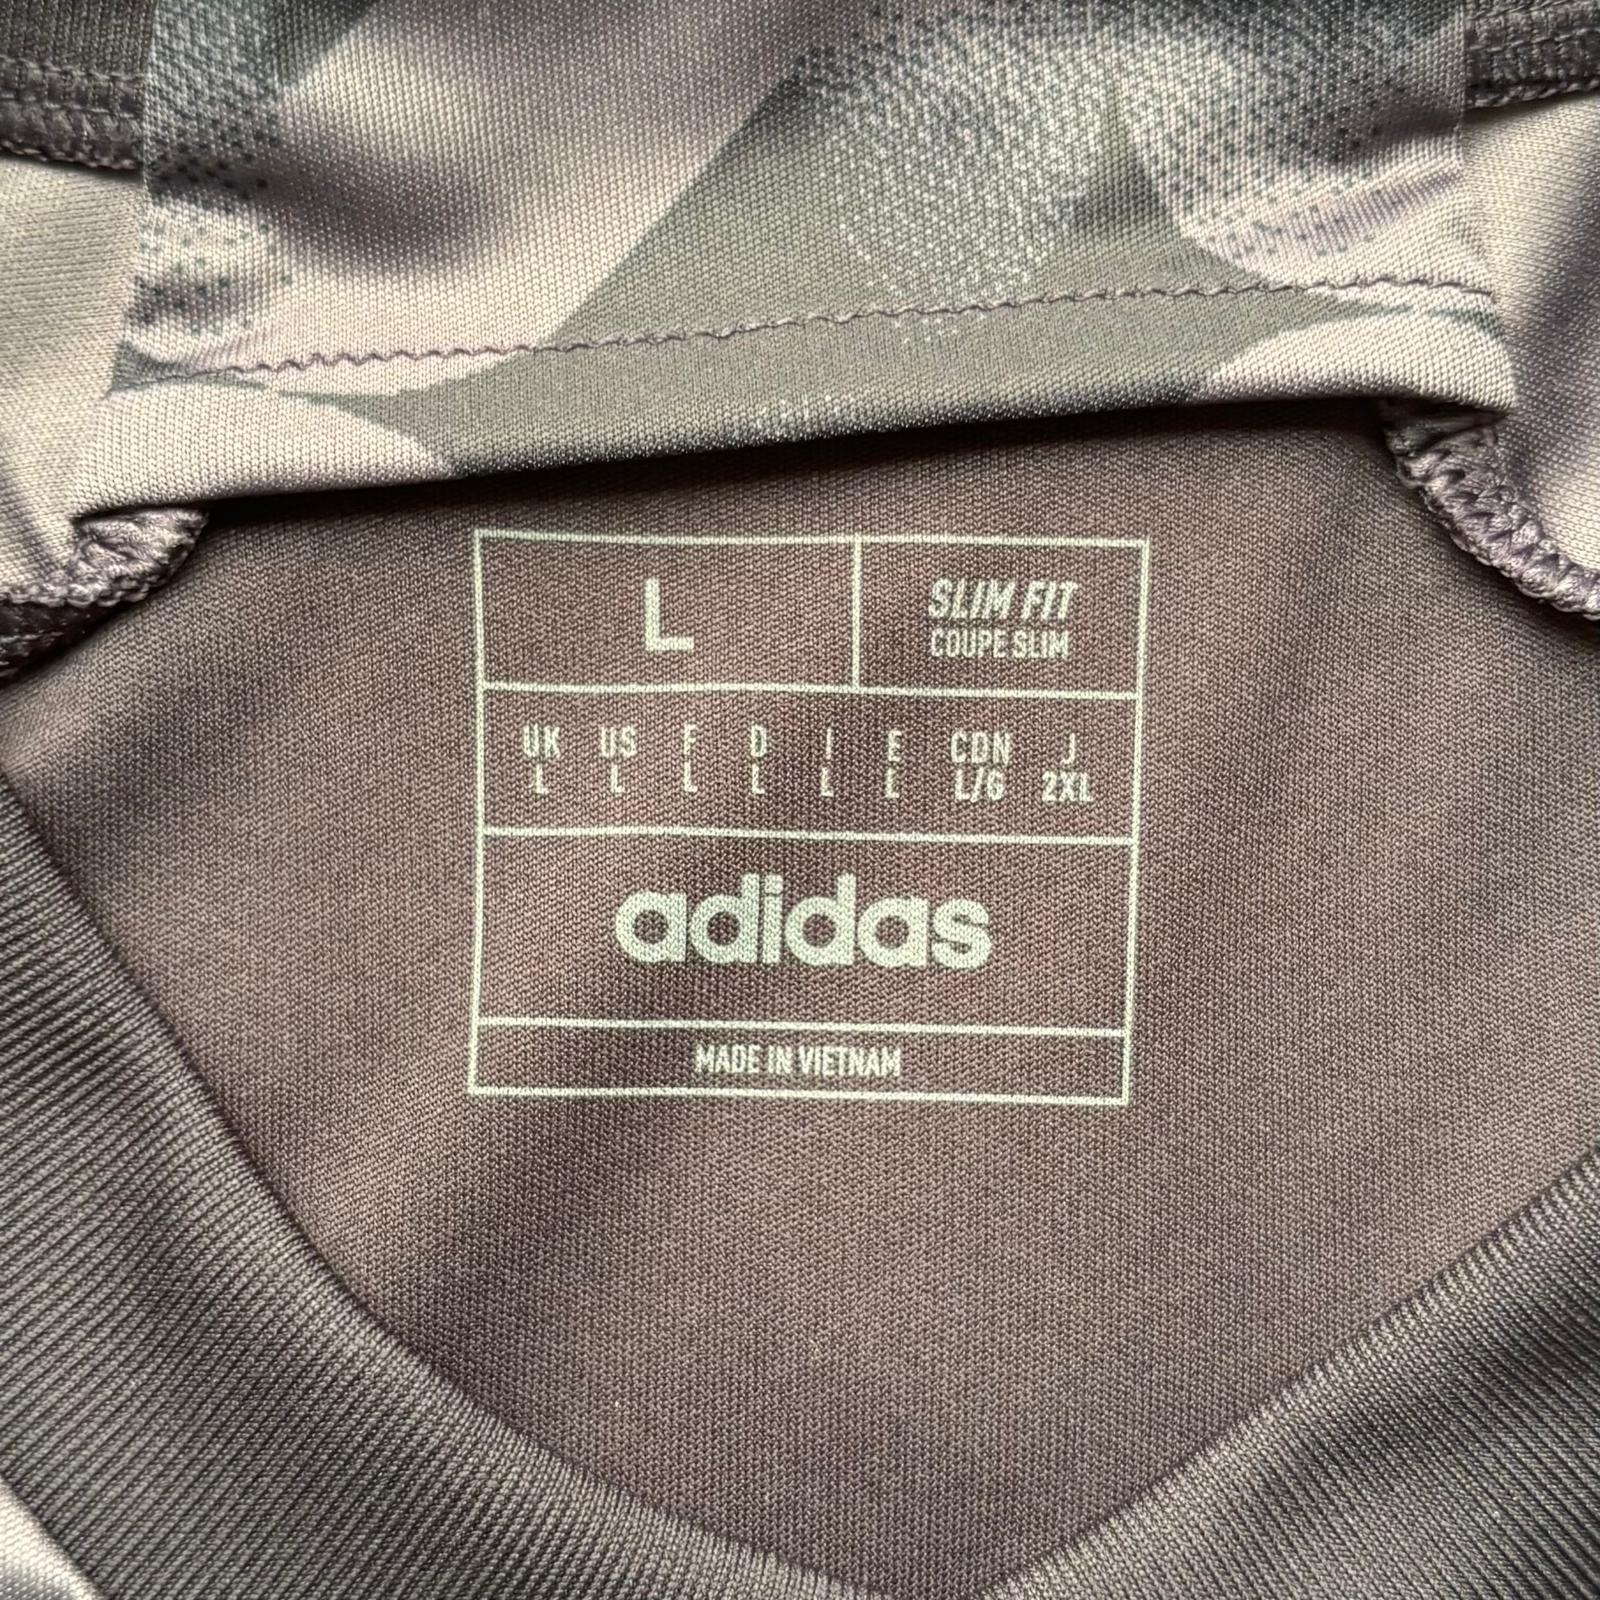 L
SLIM FIT
COUPE SLIM
UK US F D I E CDN J
L L L L L L L/G 2XL
adidas
MADE IN VIETNAM